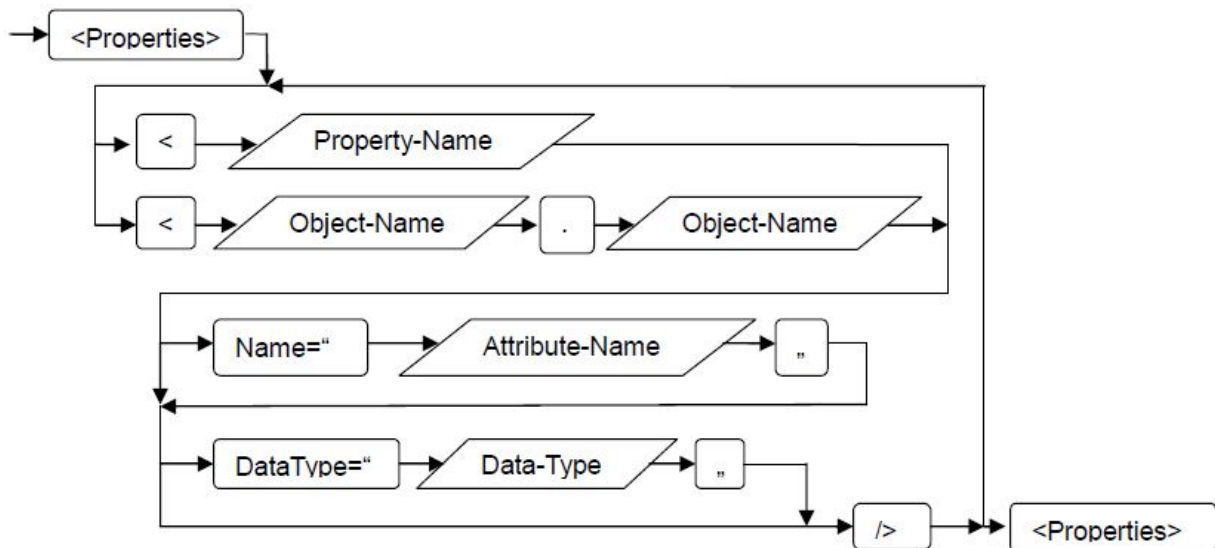 <Properties>
< Property-Name
< Object-Name . Object-Name
Name=“ Attribute-Name „
DataType=“ Data-Type „
/> <Properties>